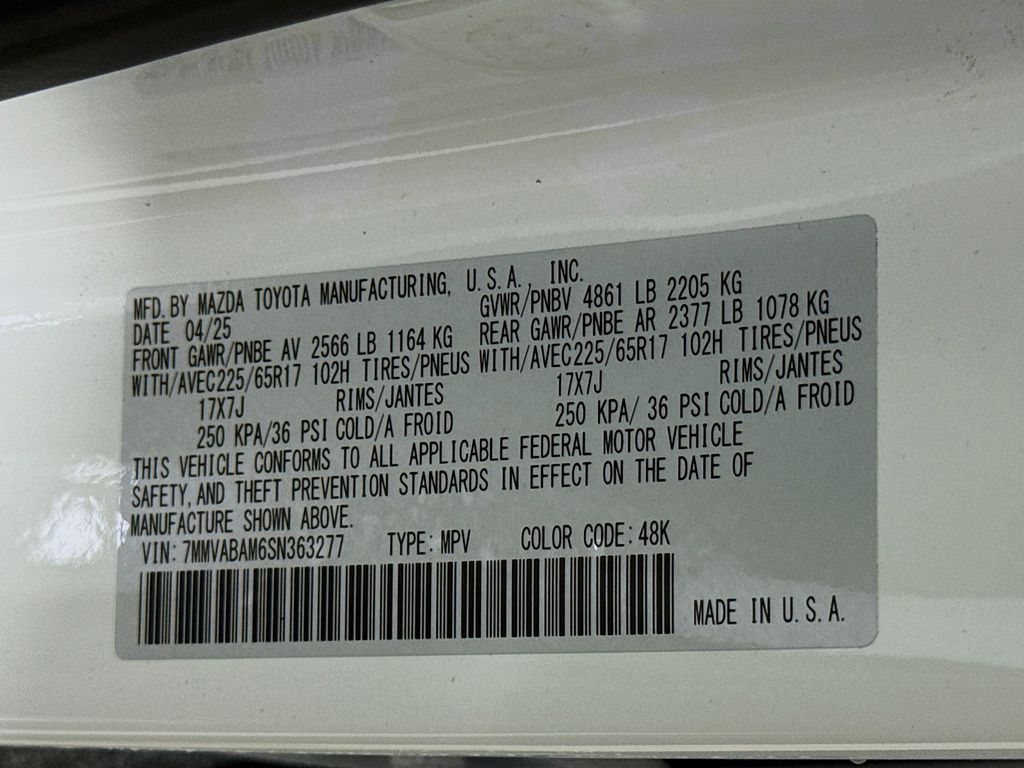 MFD. BY MAZDA TOYOTA MANUFACTURING, U.S.A., INC.
DATE 04/25 GVWR/PNBV 4861 LB 2205 KG
FRONT GAWR/PNBE AV 2566 LB 1164 KG REAR GAWR/PNBE AR 2377 LB 1078 KG
WITH/AVEC225/65R17 102H TIRES/PNEUS WITH/AVEC225/65R17 102H TIRES/PNEUS
17X7J RIMS/JANTES 17X7J RIMS/JANTES
250 KPA/36 PSI COLD/A FROID 250 KPA/ 36 PSI COLD/A FROID
THIS VEHICLE CONFORMS TO ALL APPLICABLE FEDERAL MOTOR VEHICLE
SAFETY, AND THEFT PREVENTION STANDARDS IN EFFECT ON THE DATE OF
MANUFACTURE SHOWN ABOVE.
VIN: 7MMVABAM6SN363277 TYPE: MPV COLOR CODE: 48K
MADE IN U.S.A.